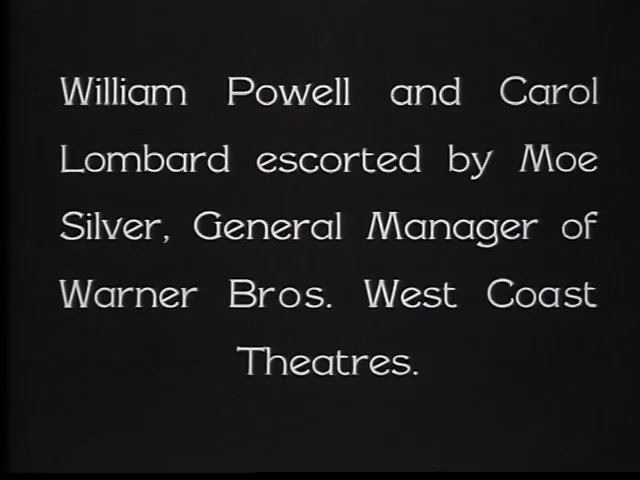 William Powell and Carol
Lombard escorted by Moe
Silver, General Manager of
Warner Bros. West Coast
Theatres.